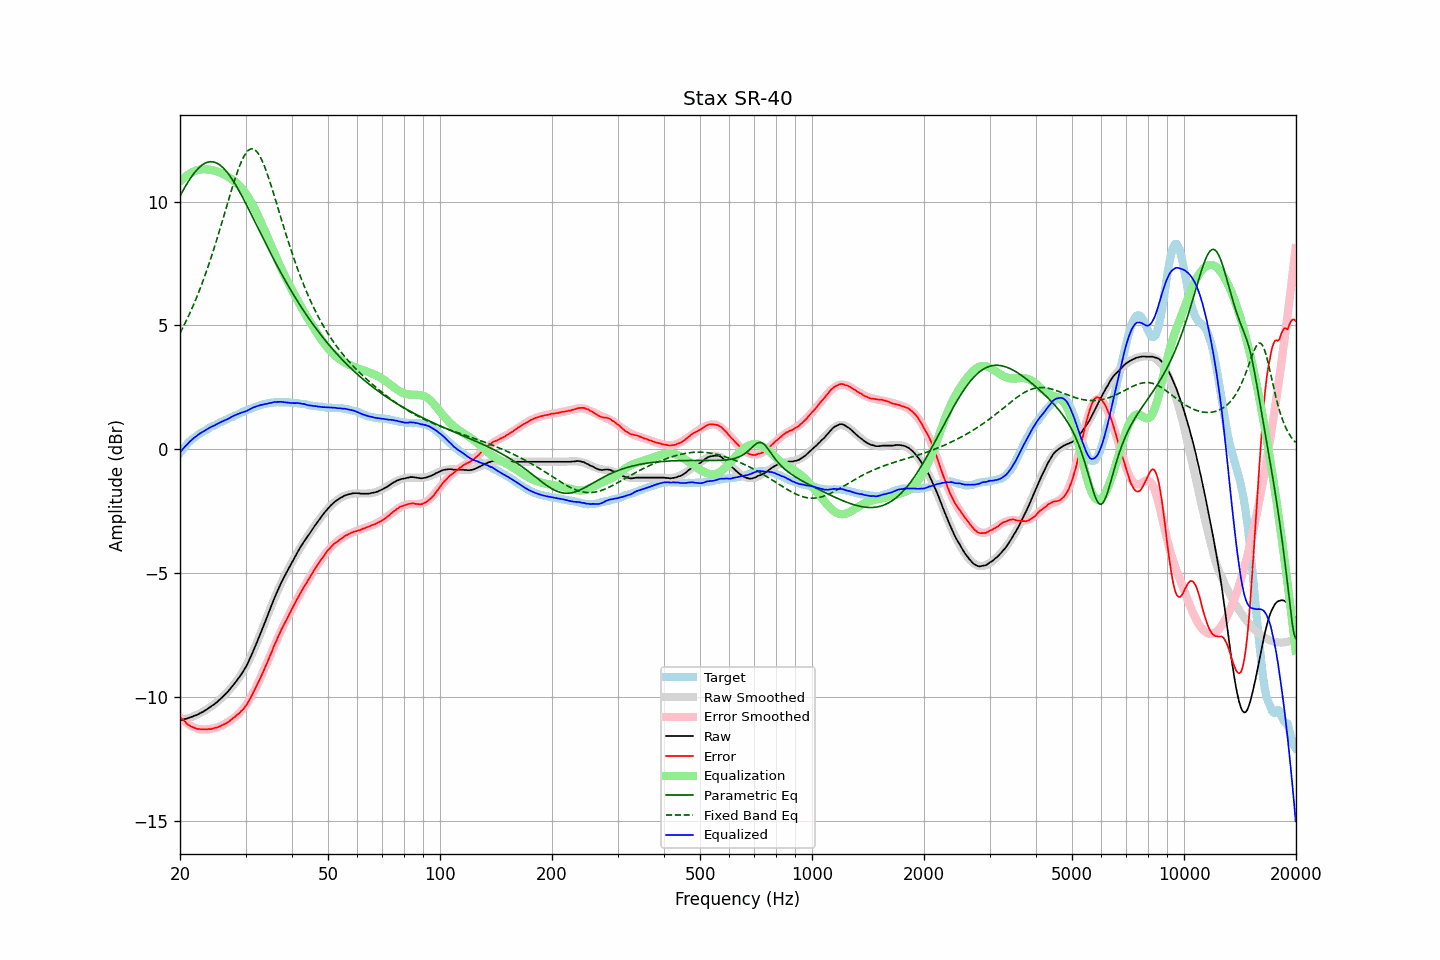 Stax SR-40
Amplitude (dBr)
10
5
0
−5
−10
−15
20
50
100
200
500
1000
2000
5000
10000
20000
Frequency (Hz)
Target
Raw Smoothed
Error Smoothed
Raw
Error
Equalization
Parametric Eq
Fixed Band Eq
Equalized